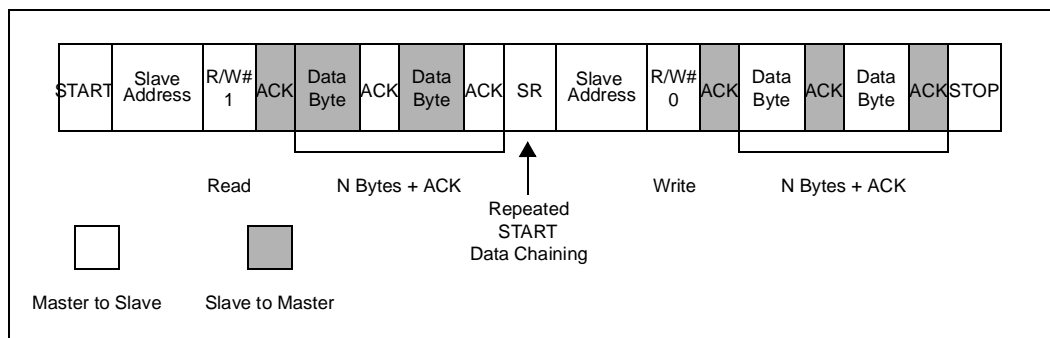 START Slave Address R/W# 1 ACK Data Byte ACK Data Byte ACK SR Slave Address R/W# 0 ACK Data Byte ACK Data Byte ACK STOP
Read N Bytes + ACK Write N Bytes + ACK
Repeated
START
Data Chaining
Master to Slave Slave to Master